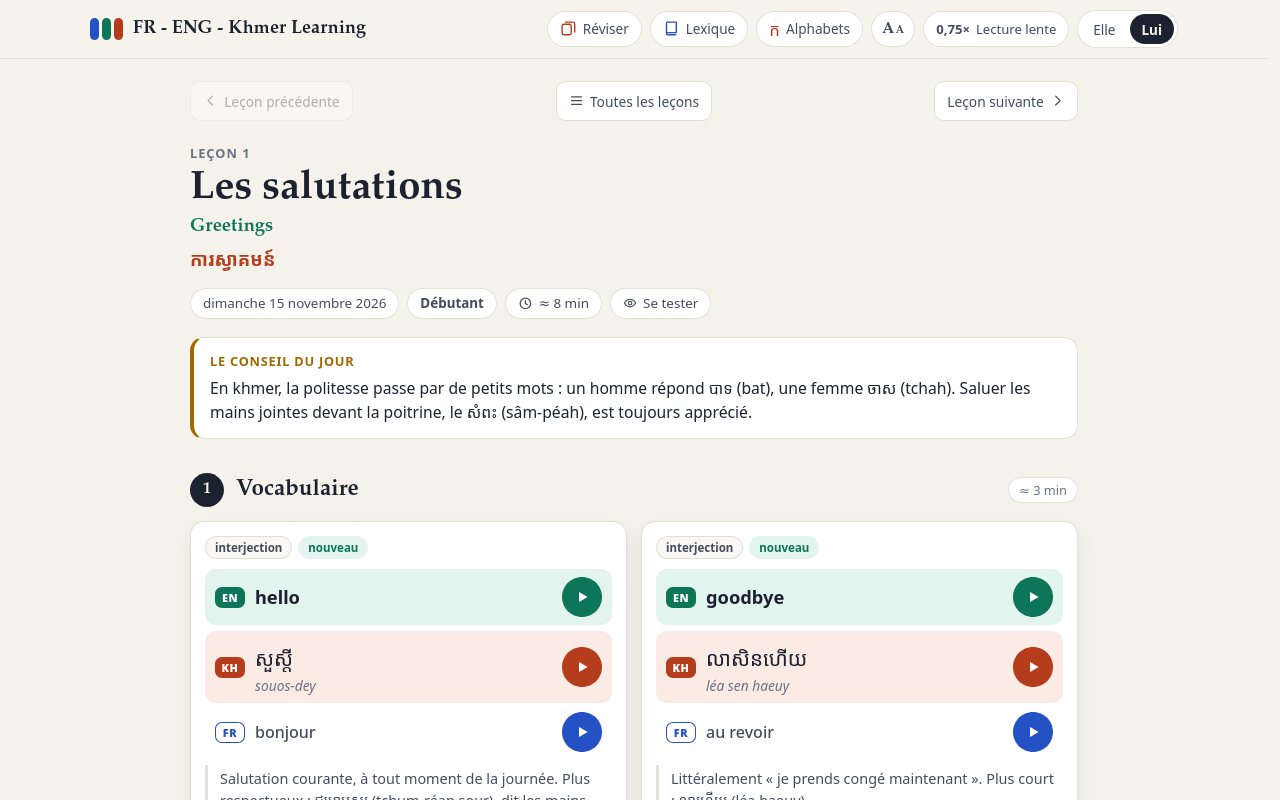 FR - ENG - Khmer Learning
Réviser
Lexique
ក Alphabets
AA
0,75× Lecture lente
Elle
Lui
Leçon précédente
Toutes les leçons
Leçon suivante
LEÇON 1
Les salutations
Greetings
ការស្វាគមន៍
dimanche 15 novembre 2026
Débutant
≈ 8 min
Se tester
LE CONSEIL DU JOUR
En khmer, la politesse passe par de petits mots : un homme répond បាទ (bat), une femme ចាស (tchah). Saluer les
mains jointes devant la poitrine, le សំពះ (sâm-péah), est toujours apprécié.
1 Vocabulaire
≈ 3 min
interjection nouveau
EN hello
KH សួស្តី
souos-dey
FR bonjour
Salutation courante, à tout moment de la journée. Plus
interjection nouveau
EN goodbye
KH លាសិនហើយ
léa sen haeuy
FR au revoir
Littéralement « je prends congé maintenant ». Plus court